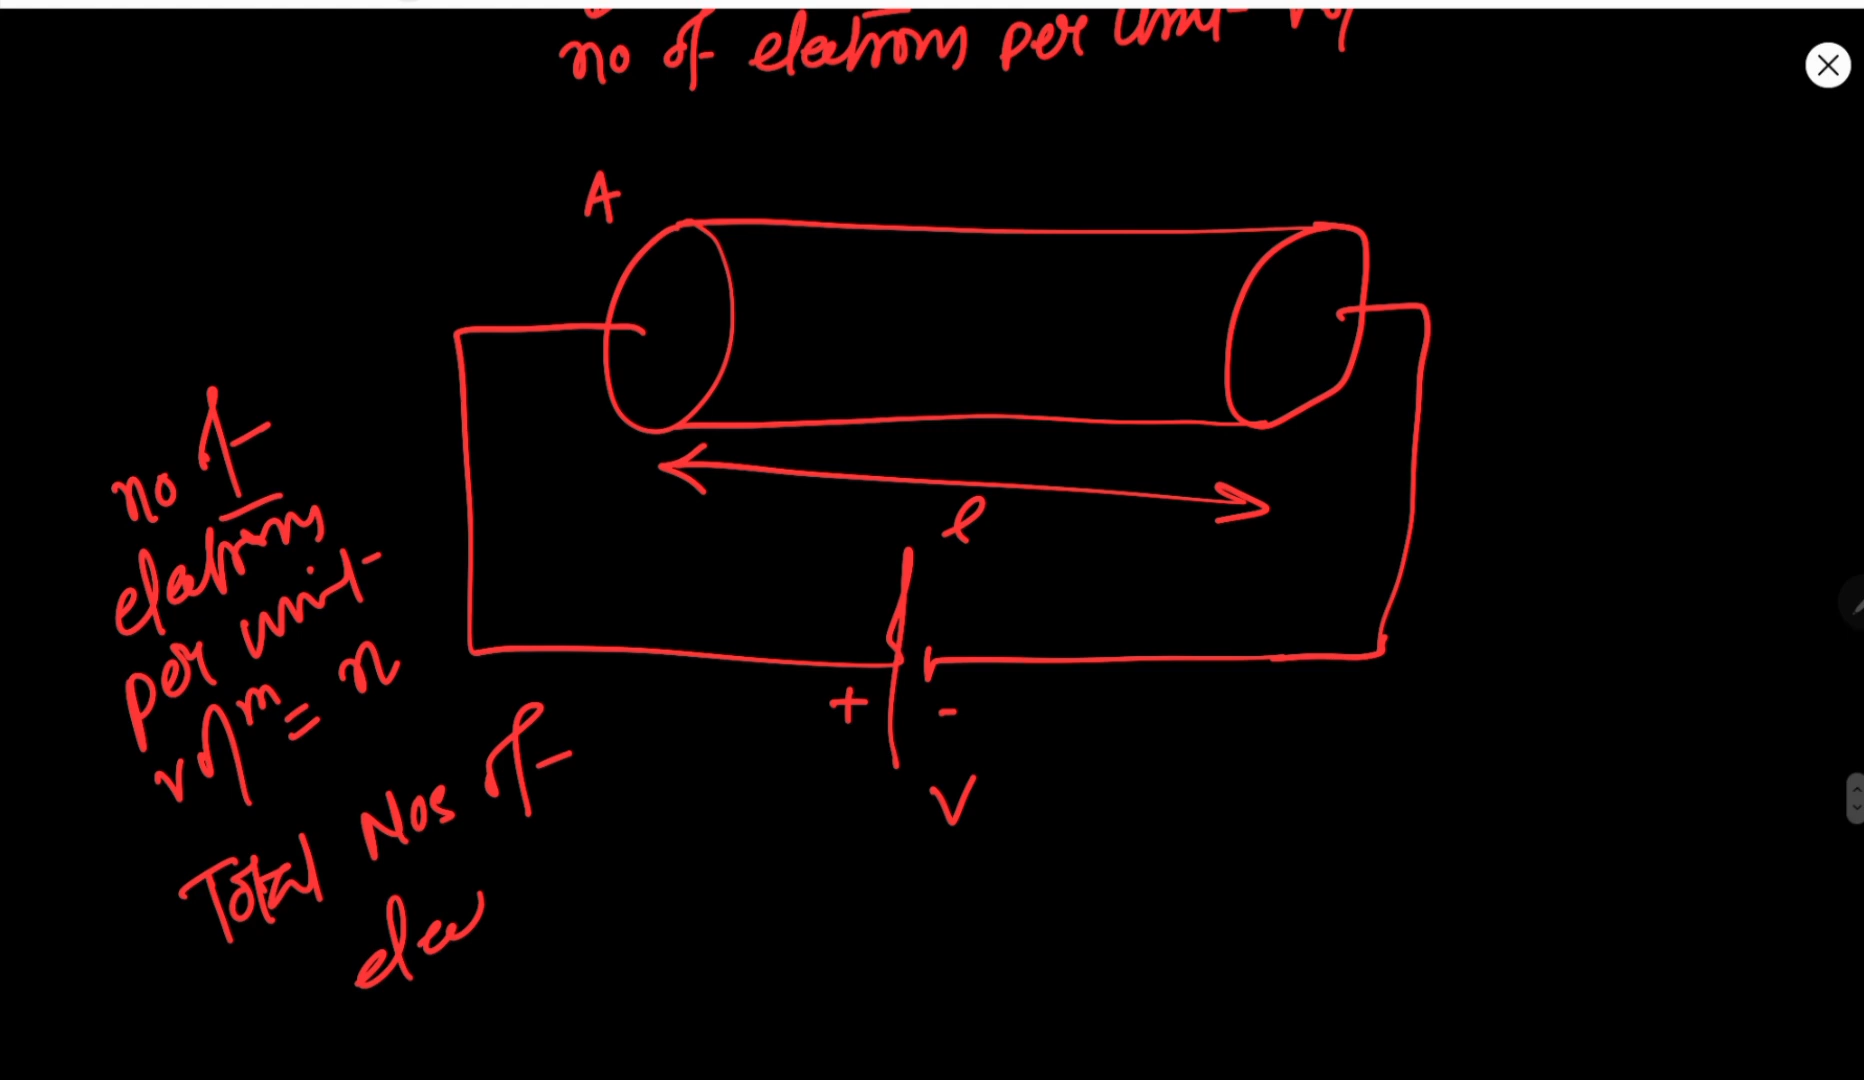 no of electrons per unit
A
l
+ -
V
no of
electrons
per unit
vol^m = n
Total Nos of
elec